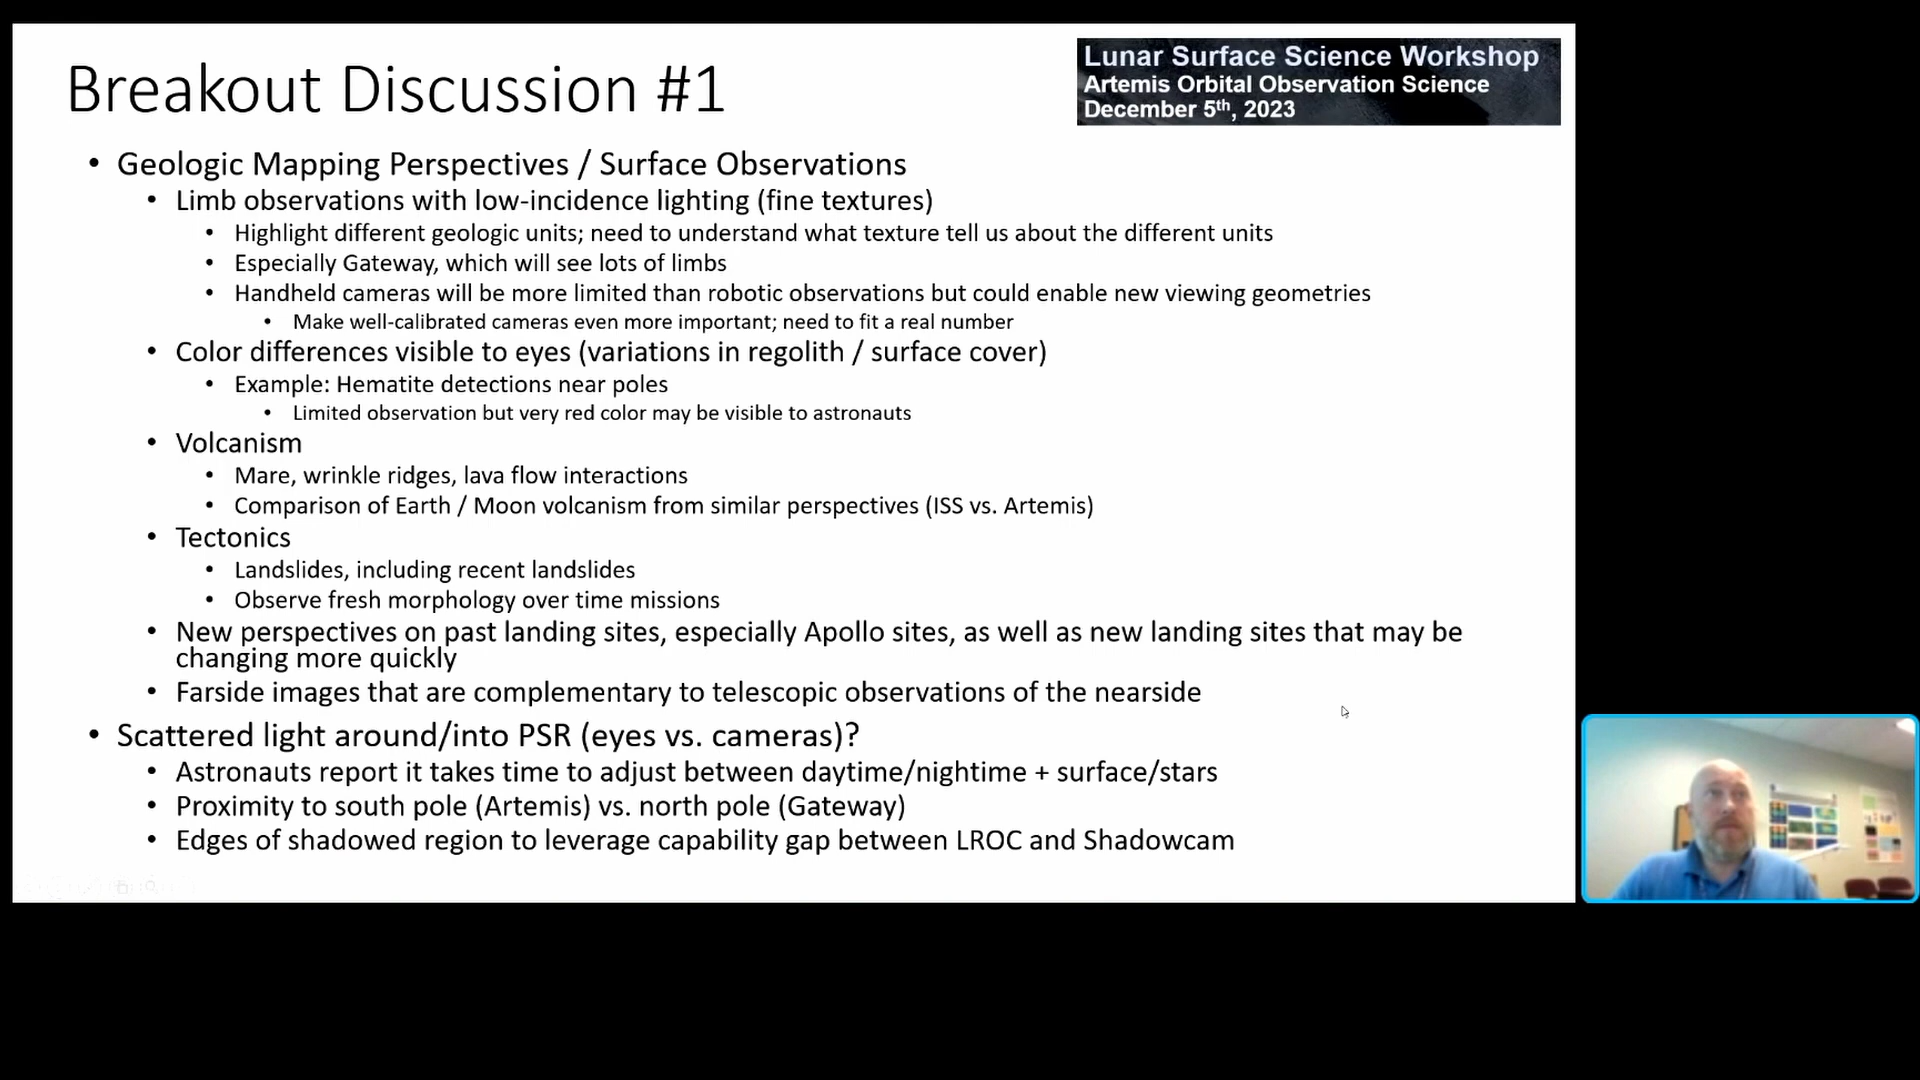 Breakout Discussion #1
Lunar Surface Science Workshop
Artemis Orbital Observation Science
December 5th, 2023
• Geologic Mapping Perspectives / Surface Observations
• Limb observations with low-incidence lighting (fine textures)
• Highlight different geologic units; need to understand what texture tell us about the different units
• Especially Gateway, which will see lots of limbs
• Handheld cameras will be more limited than robotic observations but could enable new viewing geometries
• Make well-calibrated cameras even more important; need to fit a real number
• Color differences visible to eyes (variations in regolith / surface cover)
• Example: Hematite detections near poles
• Limited observation but very red color may be visible to astronauts
• Volcanism
• Mare, wrinkle ridges, lava flow interactions
• Comparison of Earth / Moon volcanism from similar perspectives (ISS vs. Artemis)
• Tectonics
• Landslides, including recent landslides
• Observe fresh morphology over time missions
• New perspectives on past landing sites, especially Apollo sites, as well as new landing sites that may be
changing more quickly
• Farside images that are complementary to telescopic observations of the nearside
• Scattered light around/into PSR (eyes vs. cameras)?
• Astronauts report it takes time to adjust between daytime/nightime + surface/stars
• Proximity to south pole (Artemis) vs. north pole (Gateway)
• Edges of shadowed region to leverage capability gap between LROC and Shadowcam